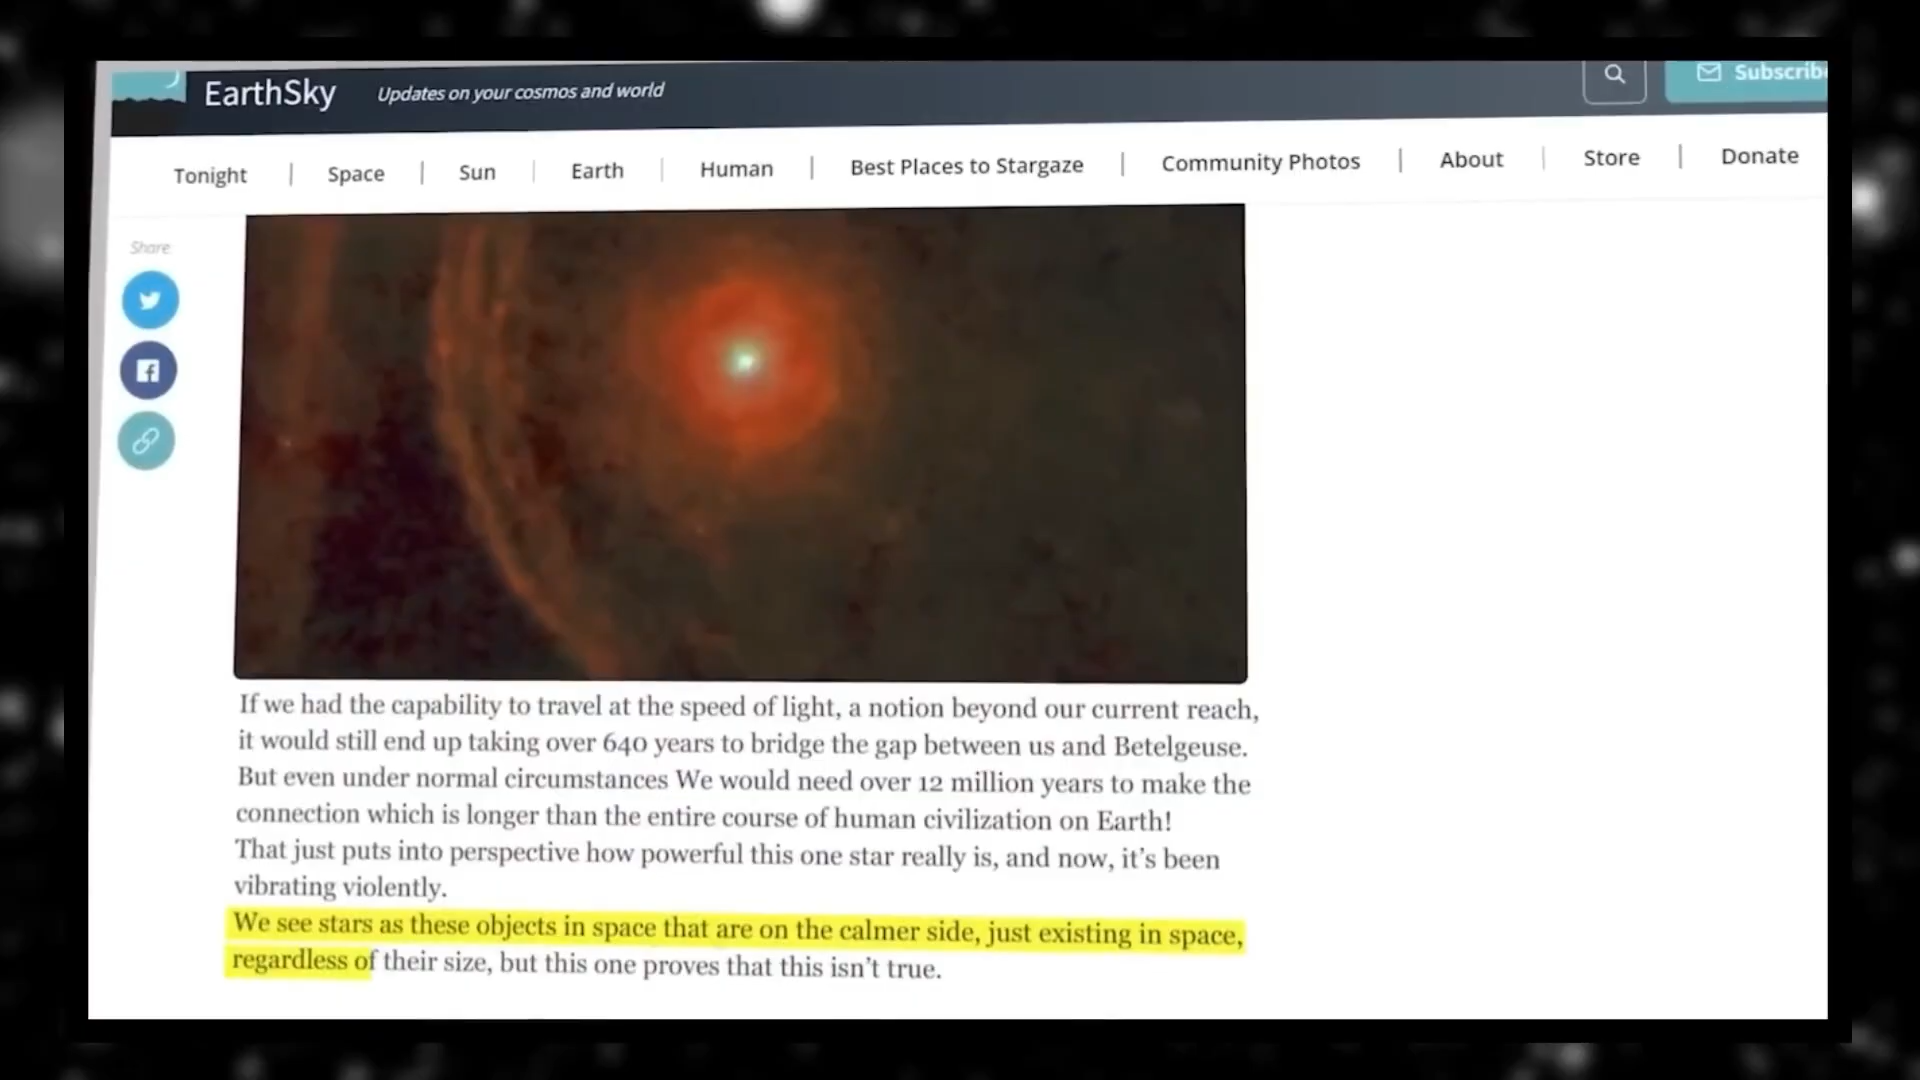 EarthSky Updates on your cosmos and world Subscrib
Tonight | Space | Sun | Earth | Human | Best Places to Stargaze | Community Photos | About | Store | Donate
Share
If we had the capability to travel at the speed of light, a notion beyond our current reach,
it would still end up taking over 640 years to bridge the gap between us and Betelgeuse.
But even under normal circumstances We would need over 12 million years to make the
connection which is longer than the entire course of human civilization on Earth!
That just puts into perspective how powerful this one star really is, and now, it's been
vibrating violently.
We see stars as these objects in space that are on the calmer side, just existing in space,
regardless of their size, but this one proves that this isn't true.